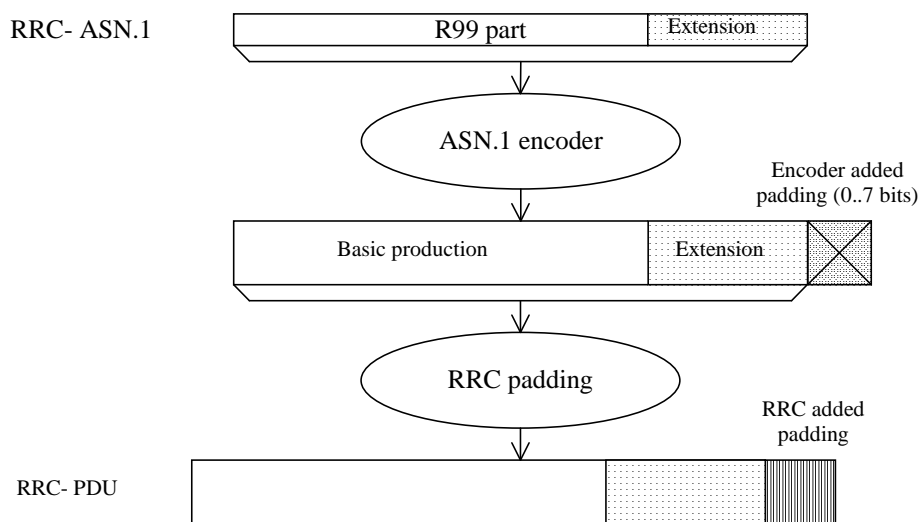 RRC- ASN.1
R99 part
Extension
ASN.1 encoder
Encoder added
padding (0..7 bits)
Basic production
Extension
RRC padding
RRC added
padding
RRC- PDU